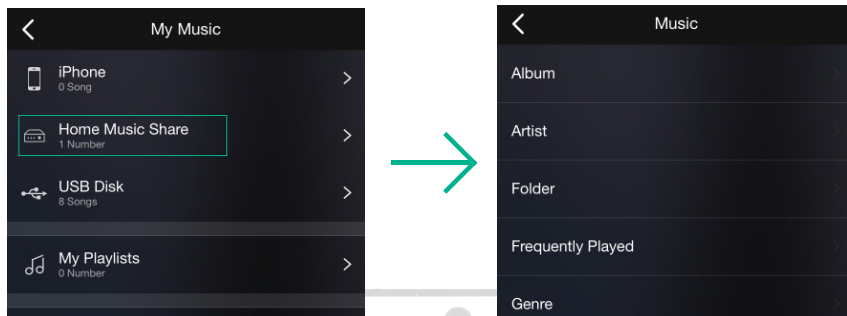 My Music
iPhone
0 Song
Home Music Share
1 Number
USB Disk
8 Songs
My Playlists
0 Number
Music
Album
Artist
Folder
Frequently Played
Genre